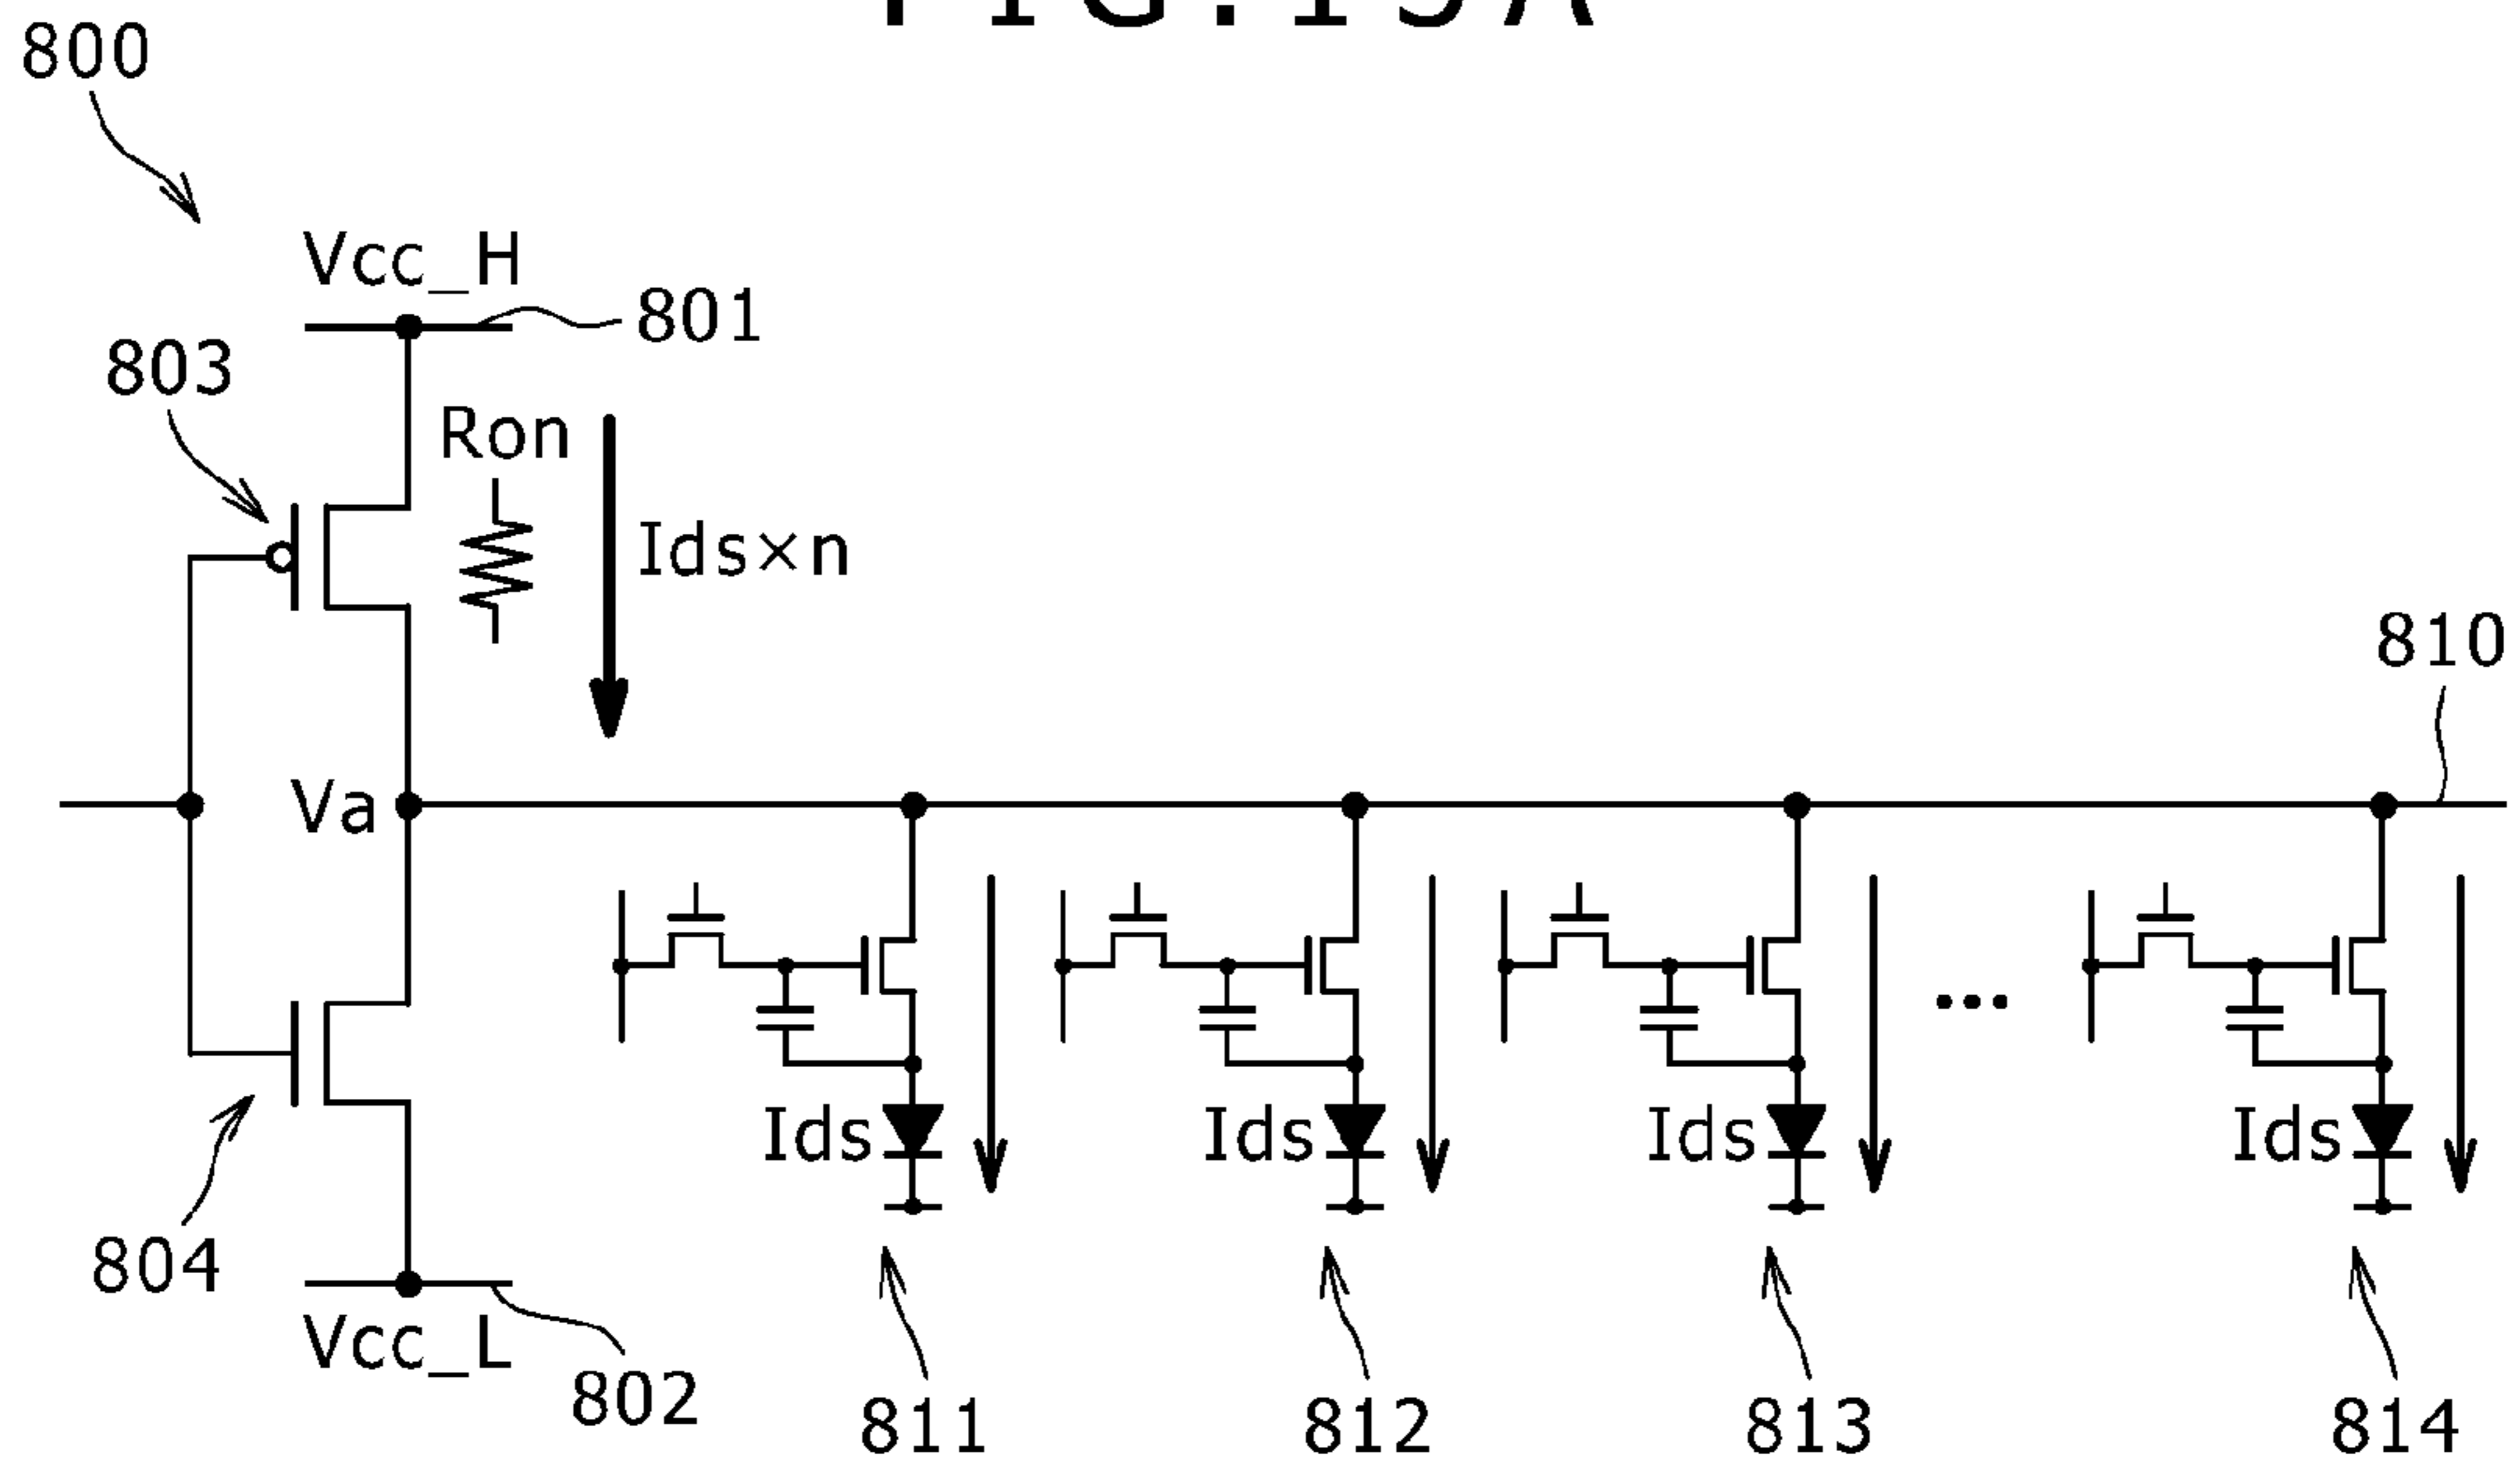 800
Vcc_H
801
803
Ron
Ids×n
810
Va
Ids
Ids
Ids
...
Ids
804
Vcc_L
802
811
812
813
814